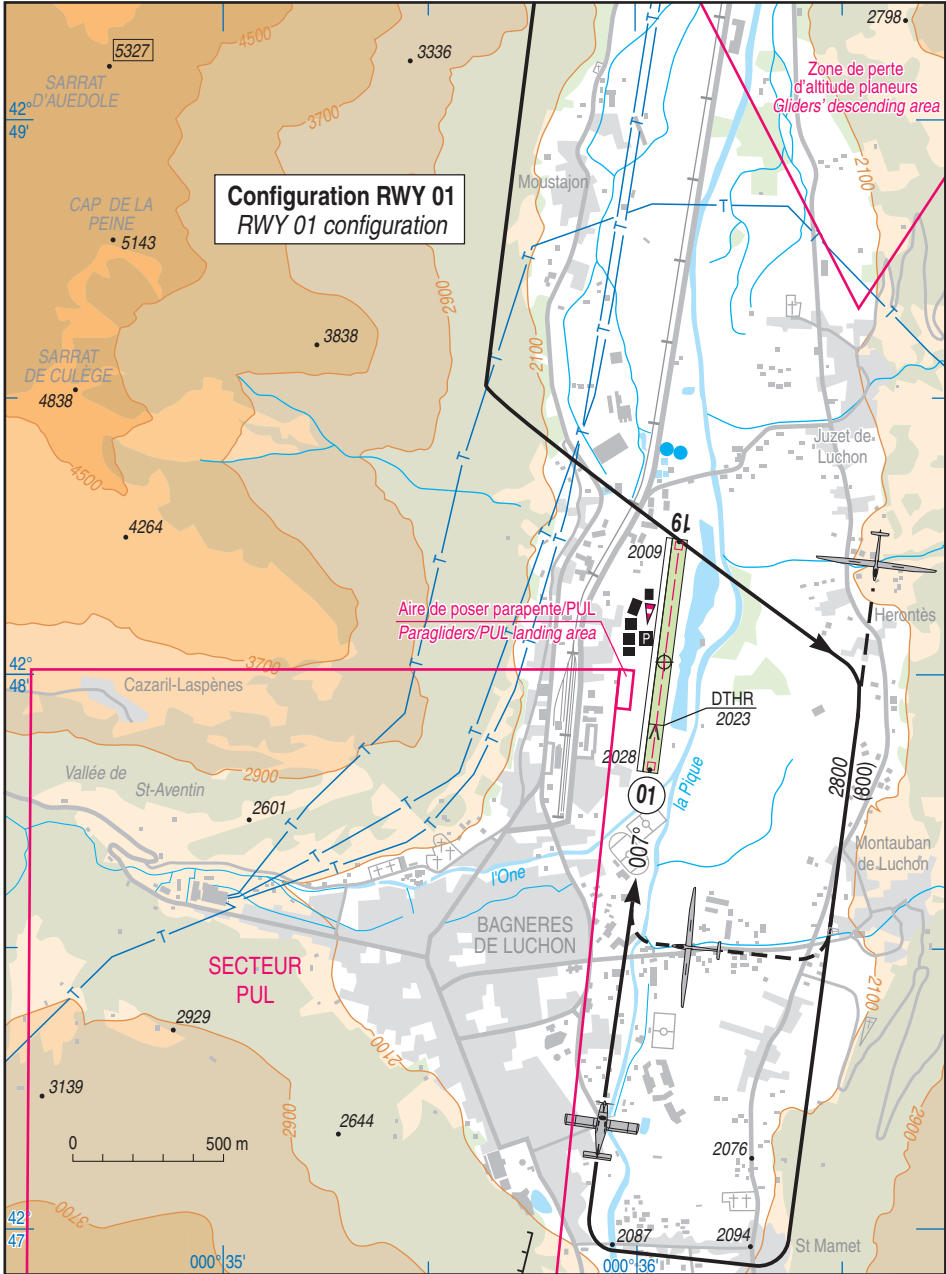 5327
4500
3336
2798
SARRAT
D'AUEDOLE
3700
Zone de perte
d'altitude planeurs
Gliders' descending area
42°
49'
Configuration RWY 01
RWY 01 configuration
Moustajon
2100
CAP DE LA
PEINE
5143
T
2900
3838
2100
SARRAT
DE CULÈGE
4838
Juzet de
Luchon
4500
4264
19
2009
Aire de poser parapente/PUL
Paragliders/PUL landing area
P
Herontès
3700
42°
48'
Cazaril-Laspènes
DTHR
2023
2028
2900
Vallée de
St-Aventin
2601
01
la Pique
2800
(800)
007°
Montauban
de Luchon
l'One
BAGNERES
DE LUCHON
SECTEUR
PUL
2100
2929
2100
3139
2900
2644
2900
0
500 m
2076
3700
42°
47'
2087
2094
St Mamet
000° 35'
000° 36'